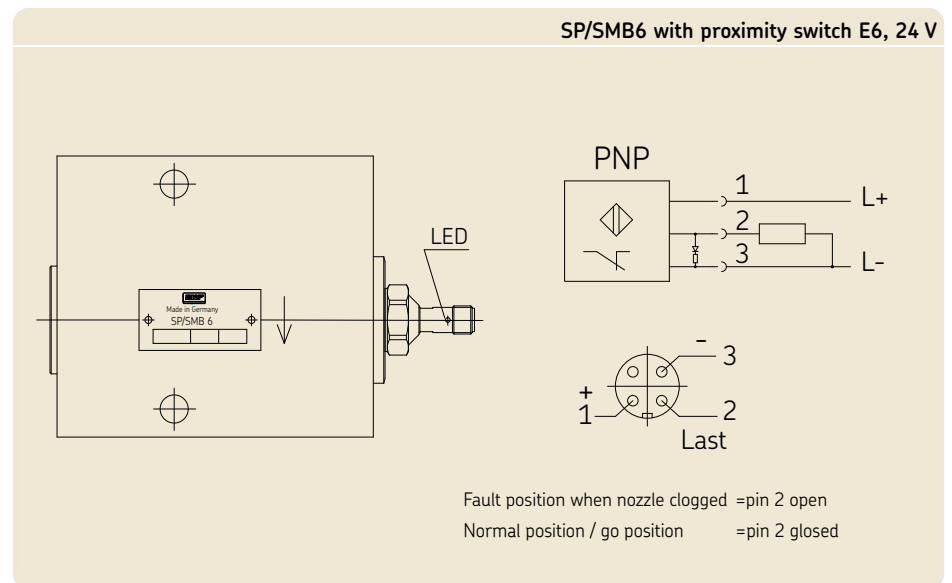 SP/SMB6 with proximity switch E6, 24 V
PNP
1
L+
2
3
L-
LED
Made in Germany
SP/SMB 6
-
3
+
1
2
Last
Fault position when nozzle clogged =pin 2 open
Normal position / go position =pin 2 glosed